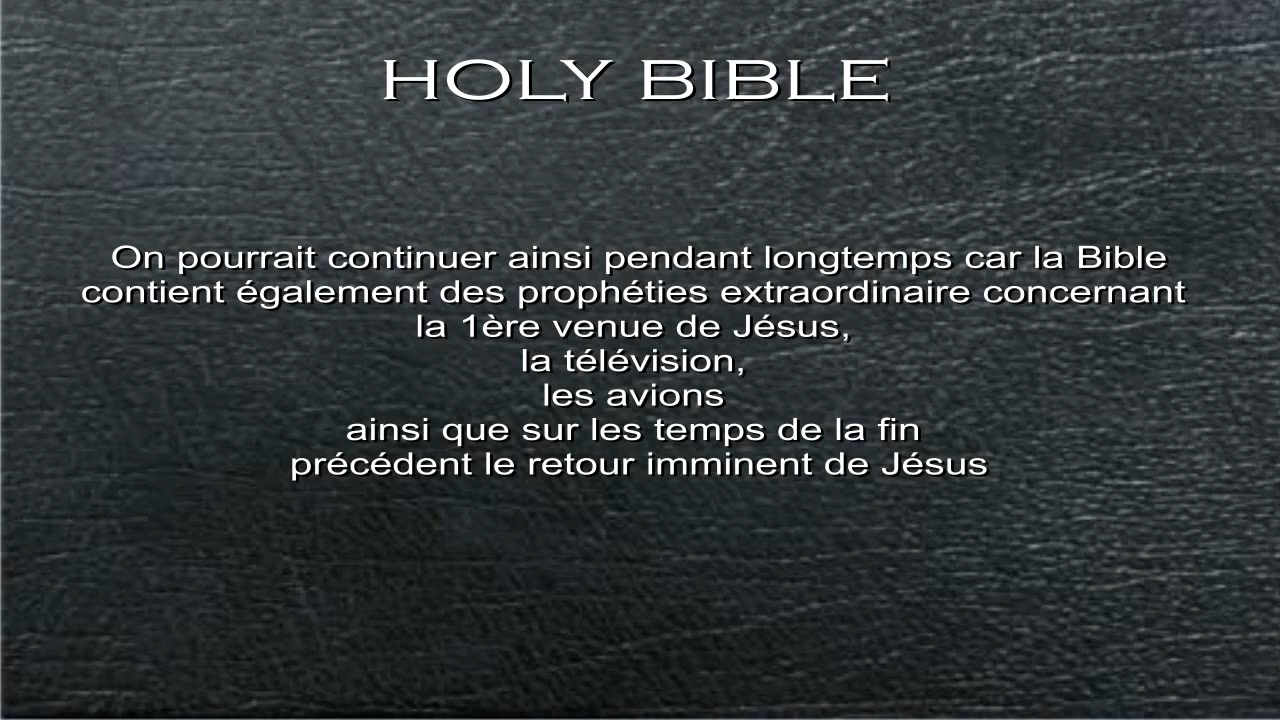 HOLY BIBLE
On pourrait continuer ainsi pendant longtemps car la Bible
contient également des prophéties extraordinaire concernant
la 1ère venue de Jésus,
la télévision,
les avions
ainsi que sur les temps de la fin
précédent le retour imminent de Jésus